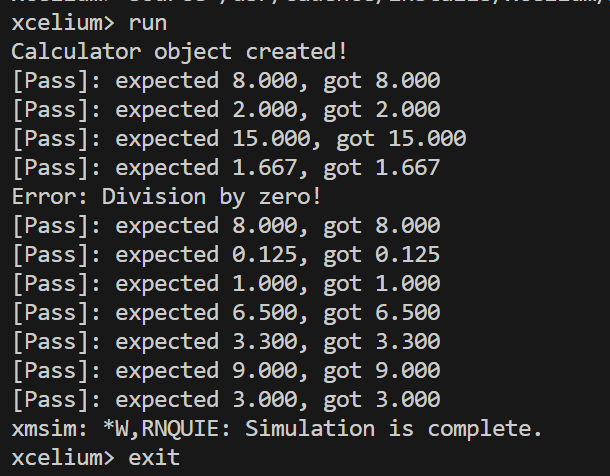 xcelium> run
Calculator object created!
[Pass]: expected 8.000, got 8.000
[Pass]: expected 2.000, got 2.000
[Pass]: expected 15.000, got 15.000
[Pass]: expected 1.667, got 1.667
Error: Division by zero!
[Pass]: expected 8.000, got 8.000
[Pass]: expected 0.125, got 0.125
[Pass]: expected 1.000, got 1.000
[Pass]: expected 6.500, got 6.500
[Pass]: expected 3.300, got 3.300
[Pass]: expected 9.000, got 9.000
[Pass]: expected 3.000, got 3.000
xmsim: *W,RNQUIE: Simulation is complete.
xcelium> exit